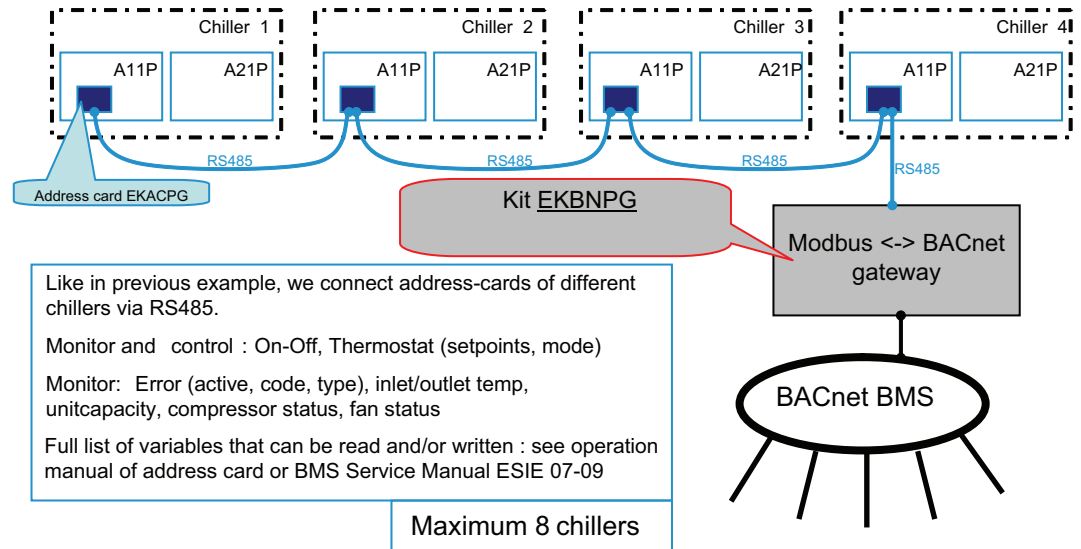 Chiller 1
Chiller 2
Chiller 3
Chiller 4
A11P
A21P
A11P
A21P
A11P
A21P
A11P
A21P
RS485
RS485
RS485
RS485
Address card EKACPG
Kit EKBNPG
Modbus <-> BACnet
gateway
Like in previous example, we connect address-cards of different
chillers via RS485.
Monitor and control : On-Off, Thermostat (setpoints, mode)
Monitor: Error (active, code, type), inlet/outlet temp,
unitcapacity, compressor status, fan status
Full list of variables that can be read and/or written : see operation
manual of address card or BMS Service Manual ESIE 07-09
BACnet BMS
Maximum 8 chillers